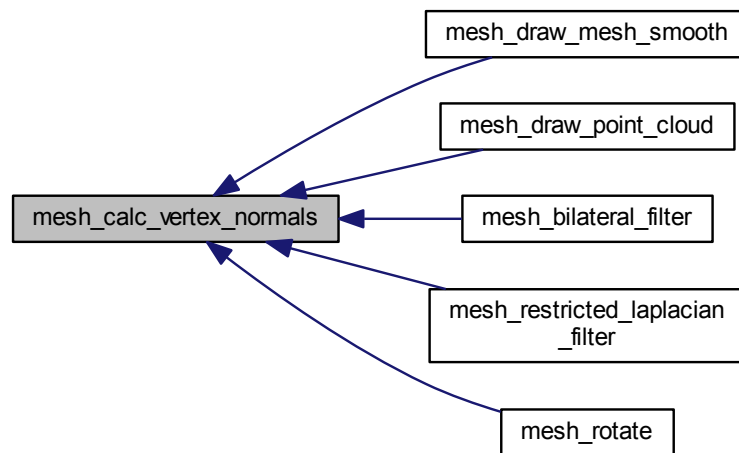 mesh_draw_mesh_smooth
mesh_draw_point_cloud
mesh_calc_vertex_normals
mesh_bilateral_filter
mesh_restricted_laplacian
_filter
mesh_rotate